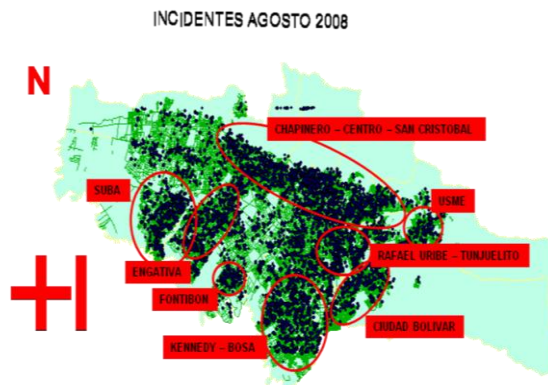 INCIDENTES AGOSTO 2008
N
CHAPINERO – CENTRO – SAN CRISTOBAL
SUBA
USME
RAFAEL URIBE – TUNJUELITO
ENGATIVA
FONTIBON
CIUDAD BOLIVAR
KENNEDY – BOSA